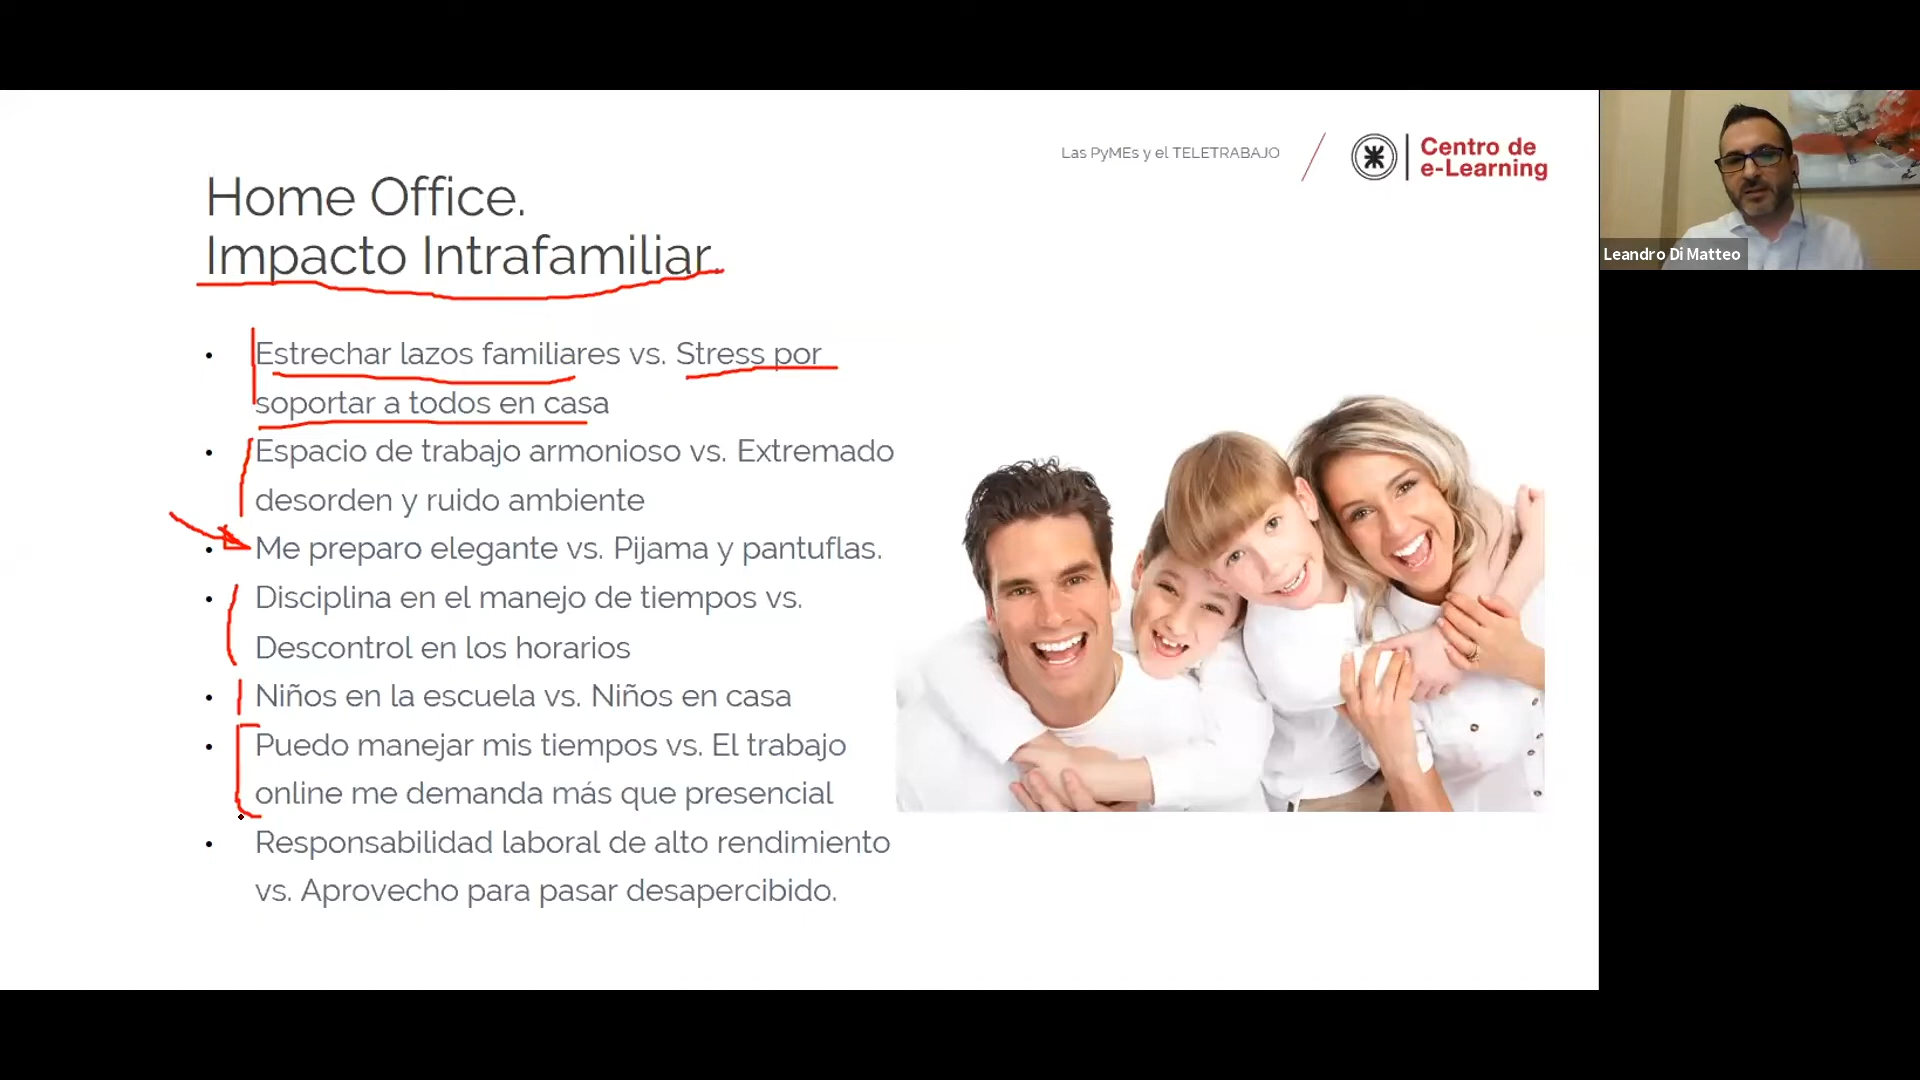 Las PyMEs y el TELETRABAJO
Centro de
e-Learning
Leandro Di Matteo
Home Office.
Impacto Intrafamiliar.
• Estrechar lazos familiares vs. Stress por
soportar a todos en casa
• Espacio de trabajo armonioso vs. Extremado
desorden y ruido ambiente
• Me preparo elegante vs. Pijama y pantuflas.
• Disciplina en el manejo de tiempos vs.
Descontrol en los horarios
• Niños en la escuela vs. Niños en casa
• Puedo manejar mis tiempos vs. El trabajo
online me demanda más que presencial
• Responsabilidad laboral de alto rendimiento
vs. Aprovecho para pasar desapercibido.